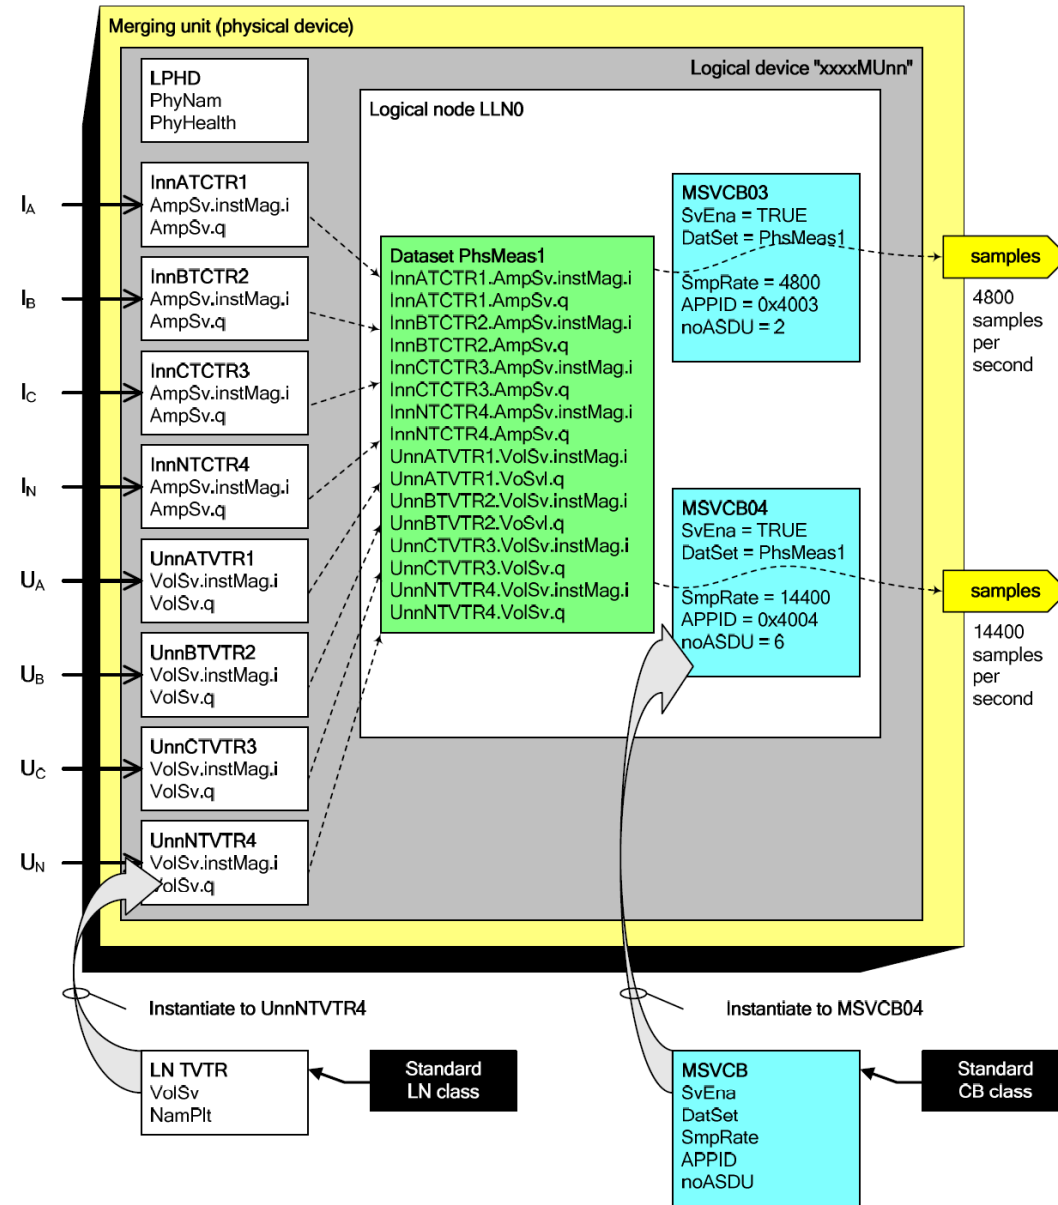 Merging unit (physical device)
Logical device "xxxxMUnn"
LPHD
PhyNam
PhyHealth
Logical node LLN0
IA
InnATCTR1
AmpSv.instMag.i
AmpSv.q
IB
InnBTCTR2
AmpSv.instMag.i
AmpSv.q
IC
InnCTCTR3
AmpSv.instMag.i
AmpSv.q
IN
InnNTCTR4
AmpSv.instMag.i
AmpSv.q
UA
UnnATVTR1
VolSv.instMag.i
VolSv.q
UB
UnnBTVTR2
VolSv.instMag.i
VolSv.q
UC
UnnCTVTR3
VolSv.instMag.i
VolSv.q
UN
UnnNTVTR4
VolSv.instMag.i
VolSv.q
Dataset PhsMeas1
InnATCTR1.AmpSv.instMag.i
InnATCTR1.AmpSv.q
InnBTCTR2.AmpSv.instMag.i
InnBTCTR2.AmpSv.q
InnCTCTR3.AmpSv.instMag.i
InnCTCTR3.AmpSv.q
InnNTCTR4.AmpSv.instMag.i
InnNTCTR4.AmpSv.q
UnnATVTR1.VolSv.instMag.i
UnnATVTR1.VoSvl.q
UnnBTVTR2.VolSv.instMag.i
UnnBTVTR2.VoSvl.q
UnnCTVTR3.VolSv.instMag.i
UnnCTVTR3.VolSv.q
UnnNTVTR4.VolSv.instMag.i
UnnNTVTR4.VolSv.q
MSVCB03
SvEna = TRUE
DatSet = PhsMeas1
SmpRate = 4800
APPID = 0x4003
noASDU = 2
samples
4800
samples
per
second
MSVCB04
SvEna = TRUE
DatSet = PhsMeas1
SmpRate = 14400
APPID = 0x4004
noASDU = 6
samples
14400
samples
per
second
Instantiate to UnnNTVTR4
Instantiate to MSVCB04
LN TVTR
VolSv
NamPlt
Standard
LN class
MSVCB
SvEna
DatSet
SmpRate
APPID
noASDU
Standard
CB class